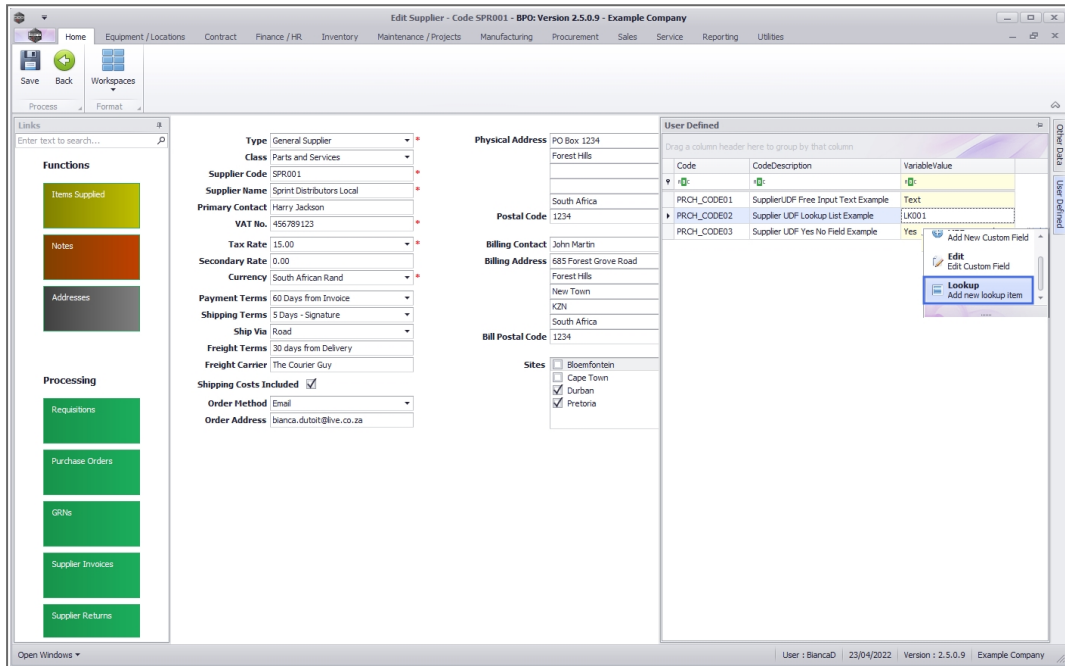 Edit Supplier - Code SPR001 - BPO: Version 2.5.0.9 - Example Company
Home Equipment / Locations Contract Finance / HR Inventory Maintenance / Projects Manufacturing Procurement Sales Service Reporting Utilities
Save Back Workspaces
Process Format
Links
Enter text to search...
Functions
Items Supplied
Notes
Addresses
Processing
Requisitions
Purchase Orders
GRNs
Supplier Invoices
Supplier Returns
Type General Supplier *
Class Parts and Services
Supplier Code SPR001 *
Supplier Name Sprint Distributors Local *
Primary Contact Harry Jackson
VAT No. 456789123 *
Tax Rate 15.00 *
Secondary Rate 0.00
Currency South African Rand *
Payment Terms 60 Days from Invoice
Shipping Terms 5 Days - Signature
Ship Via Road
Freight Terms 30 days from Delivery
Freight Carrier The Courier Guy
Shipping Costs Included
Order Method Email
Order Address bianca.dutoit@live.co.za
Physical Address PO Box 1234
Forest Hills
South Africa
Postal Code 1234
Billing Contact John Martin
Billing Address 685 Forest Grove Road
Forest Hills
New Town
KZN
South Africa
Bill Postal Code 1234
Sites Bloemfontein
Cape Town
Durban
Pretoria
User Defined
Drag a column header here to group by that column
Code CodeDescription VariableValue
PRCH_CODE01 SupplierUDF Free Input Text Example Text
PRCH_CODE02 Supplier UDF Lookup List Example LK001
PRCH_CODE03 Supplier UDF Yes No Field Example Yes
Add New Custom Field
Edit
Edit Custom Field
Lookup
Add new lookup item
Other Data
User Defined
Open Windows
User : BiancaD 23/04/2022 Version : 2.5.0.9 Example Company